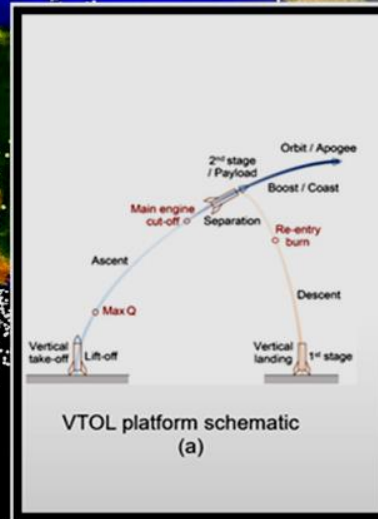 Orbit / Apogee
2nd stage
/ Payload
Boost / Coast
Main engine
cut-off
Separation
Re-entry
burn
Ascent
Max Q
Descent
Vertical
take-off
Lift-off
Vertical
landing
1st stage
VTOL platform schematic
(a)